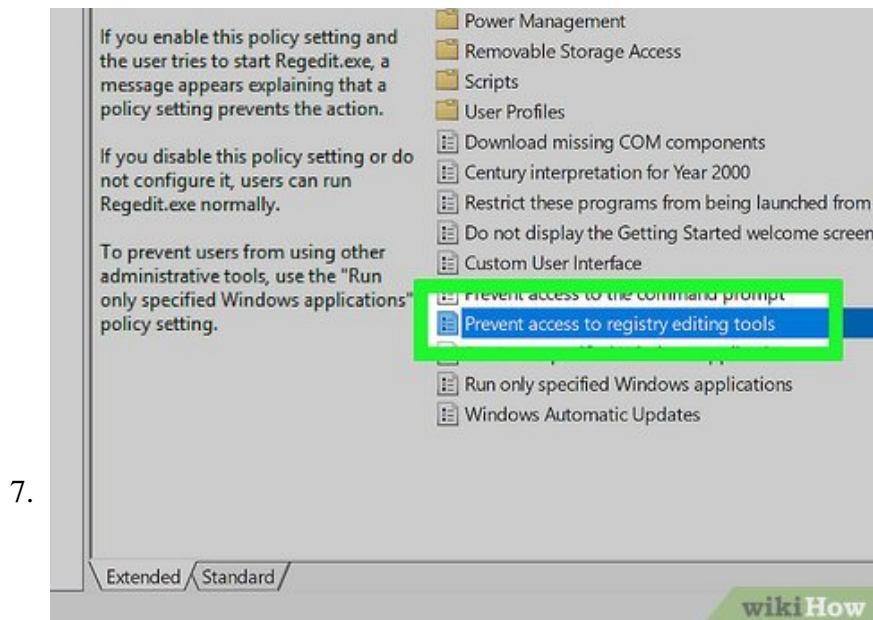 If you enable this policy setting and
the user tries to start Regedit.exe, a
message appears explaining that a
policy setting prevents the action.
If you disable this policy setting or do
not configure it, users can run
Regedit.exe normally.
To prevent users from using other
administrative tools, use the "Run
only specified Windows applications"
policy setting.
Power Management
Removable Storage Access
Scripts
User Profiles
Download missing COM components
Century interpretation for Year 2000
Restrict these programs from being launched from
Do not display the Getting Started welcome screen
Custom User Interface
Prevent access to the command prompt
Prevent access to registry editing tools
Run only specified Windows applications
Windows Automatic Updates
7.
Extended Standard
wikiHow